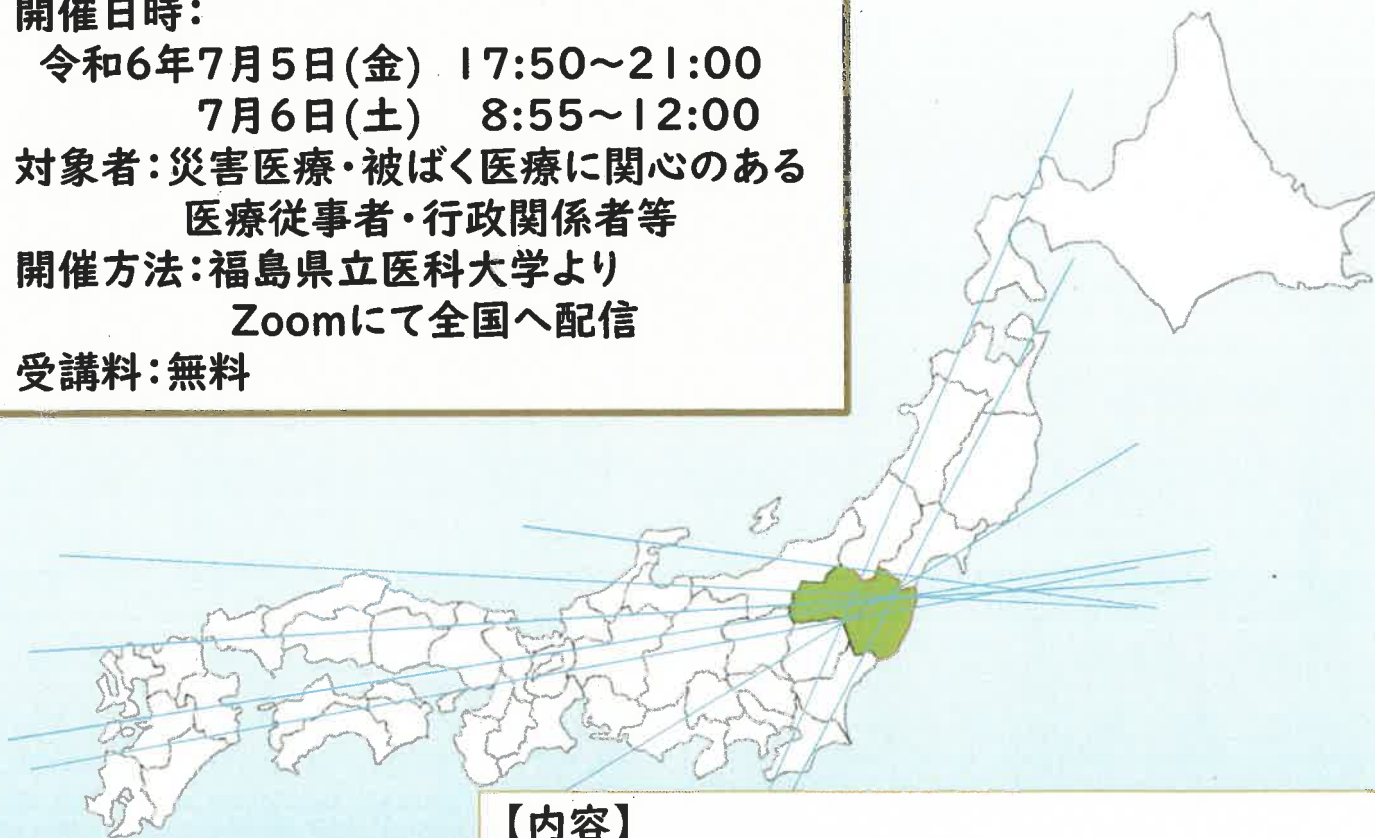 開催日時:
令和6年7月5日(金) 17:50~21:00
7月6日(土) 8:55~12:00
対象者:災害医療・被ばく医療に関心のある
医療従事者・行政関係者等
開催方法:福島県立医科大学より
Zoomにて全国へ配信
受講料:無料
【内容】